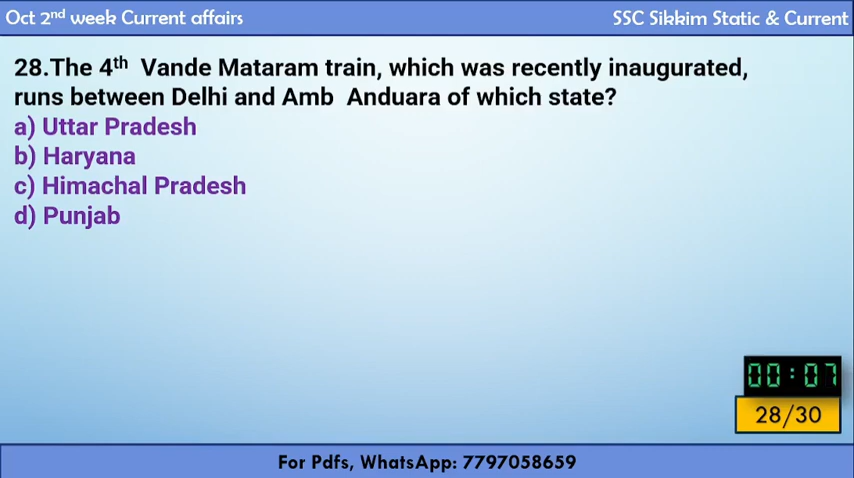 Oct 2nd week Current affairs
SSC Sikkim Static & Current
28.The 4th Vande Mataram train, which was recently inaugurated,
runs between Delhi and Amb Anduara of which state?
a) Uttar Pradesh
b) Haryana
c) Himachal Pradesh
d) Punjab
00:07
28/30
For Pdfs, WhatsApp: 7797058659